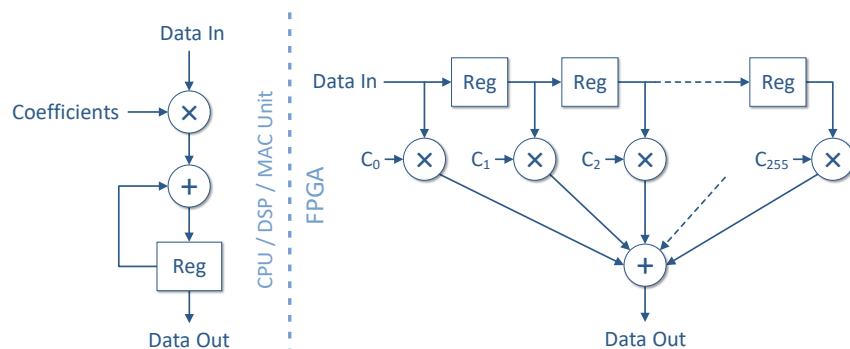 Data In
Coefficients
×
+
Reg
Data Out
CPU / DSP / MAC Unit
FPGA
Data In
Reg
Reg
Reg
C₀
×
C₁
×
C₂
×
C₂₅₅
×
+
Data Out